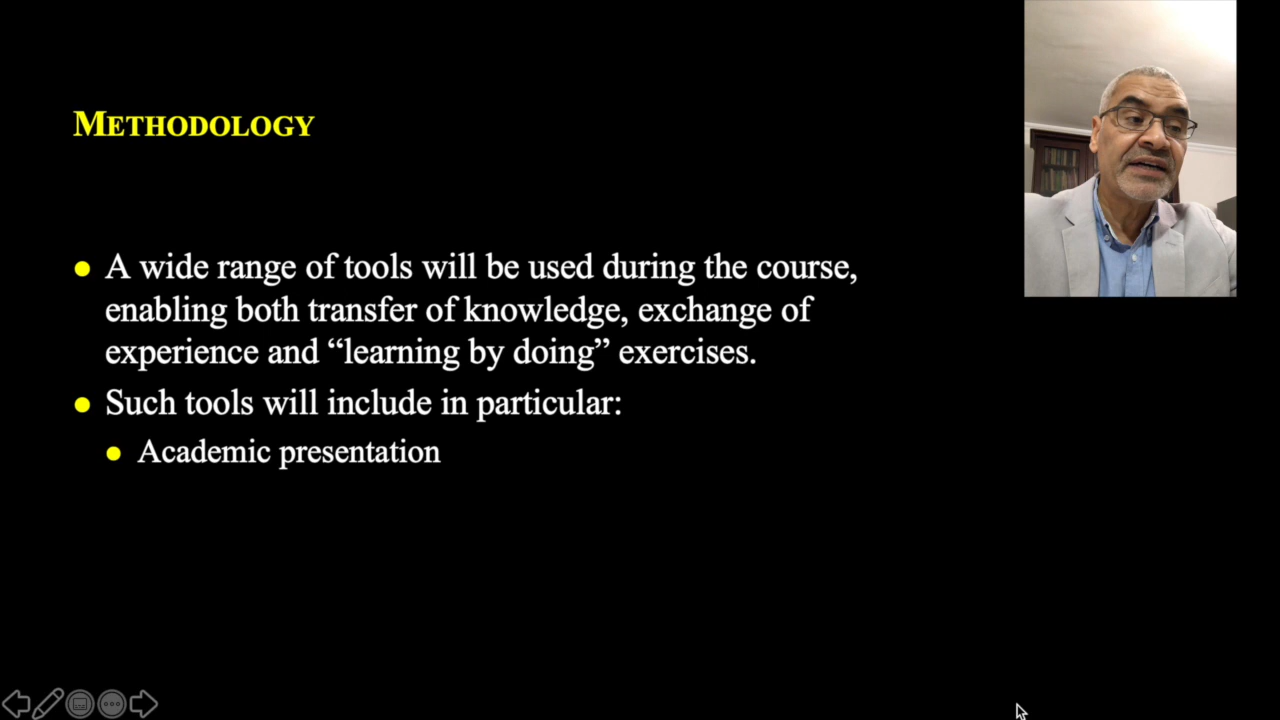 METHODOLOGY
A wide range of tools will be used during the course,
enabling both transfer of knowledge, exchange of
experience and “learning by doing” exercises.
Such tools will include in particular:
Academic presentation